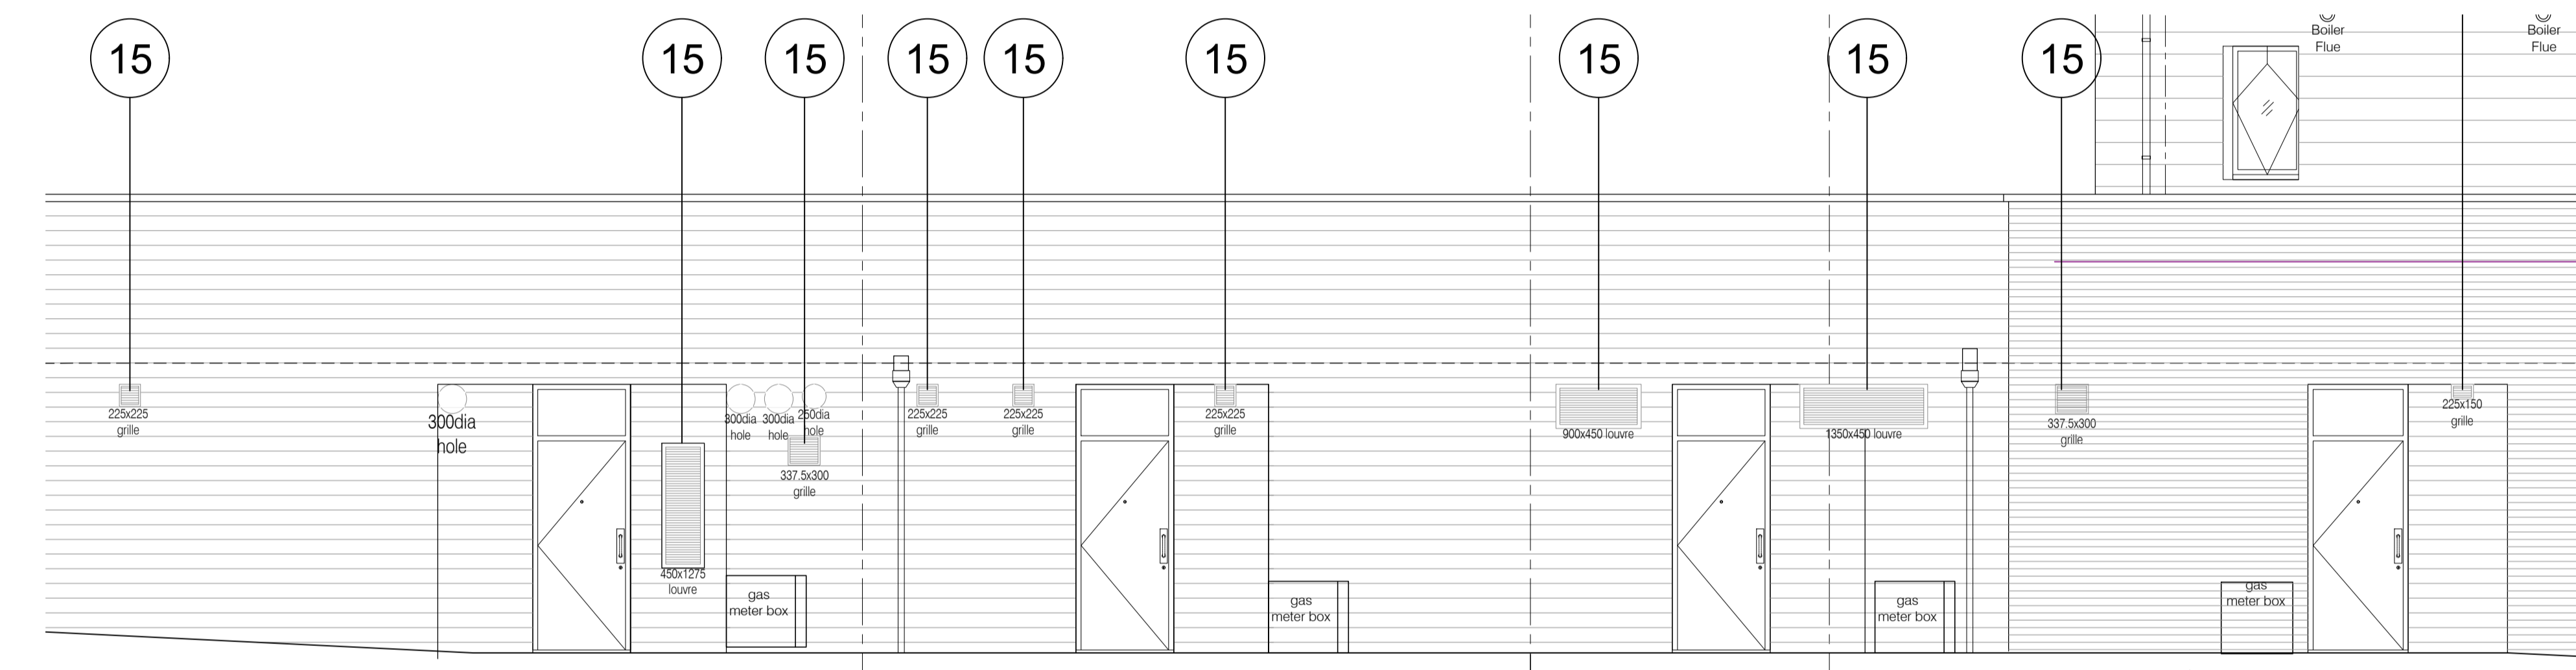 15
15
15
15
15
15
15
15
15
Boiler
Flue
Boiler
Flue
225x225
grille
300dia
hole
450x1275
louvre
300dia
hole
300dia
hole
250dia
hole
337.5x300
grille
gas
meter box
225x225
grille
225x225
grille
225x225
grille
gas
meter box
900x450 louvre
1350x450 louvre
gas
meter box
337.5x300
grille
gas
meter box
225x150
grille